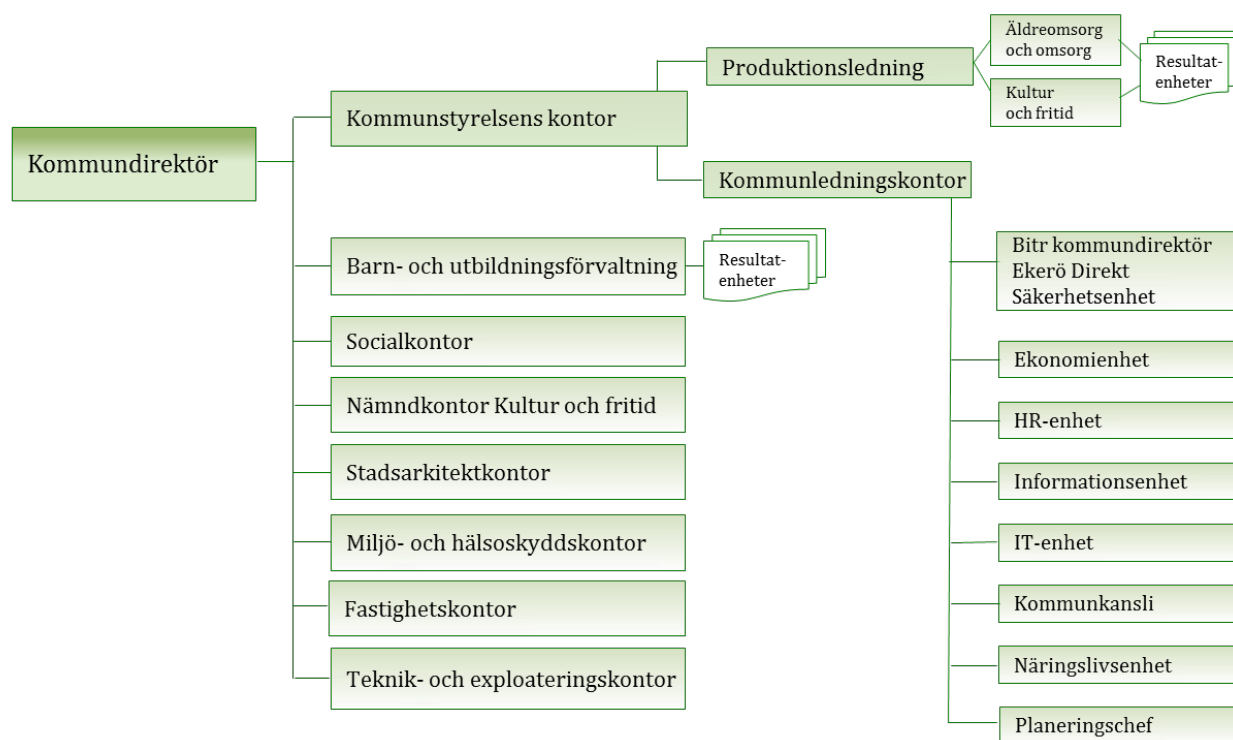 Kommundirektör
Kommunstyrelsens kontor
Produktionsledning
Äldreomsorg
och omsorg
Kultur
och fritid
Resultat-
enheter
Kommunledningskontor
Bitr kommundirektör
Ekerö Direkt
Säkerhetsenhet
Ekonomienhet
HR-enhet
Informationsenhet
IT-enhet
Kommunkansli
Näringslivsenhet
Planeringschef
Barn- och utbildningsförvaltning
Resultat-
enheter
Socialkontor
Nämndkontor Kultur och fritid
Stadsarkitektkontor
Miljö- och hälsoskyddskontor
Fastighetskontor
Teknik- och exploateringskontor